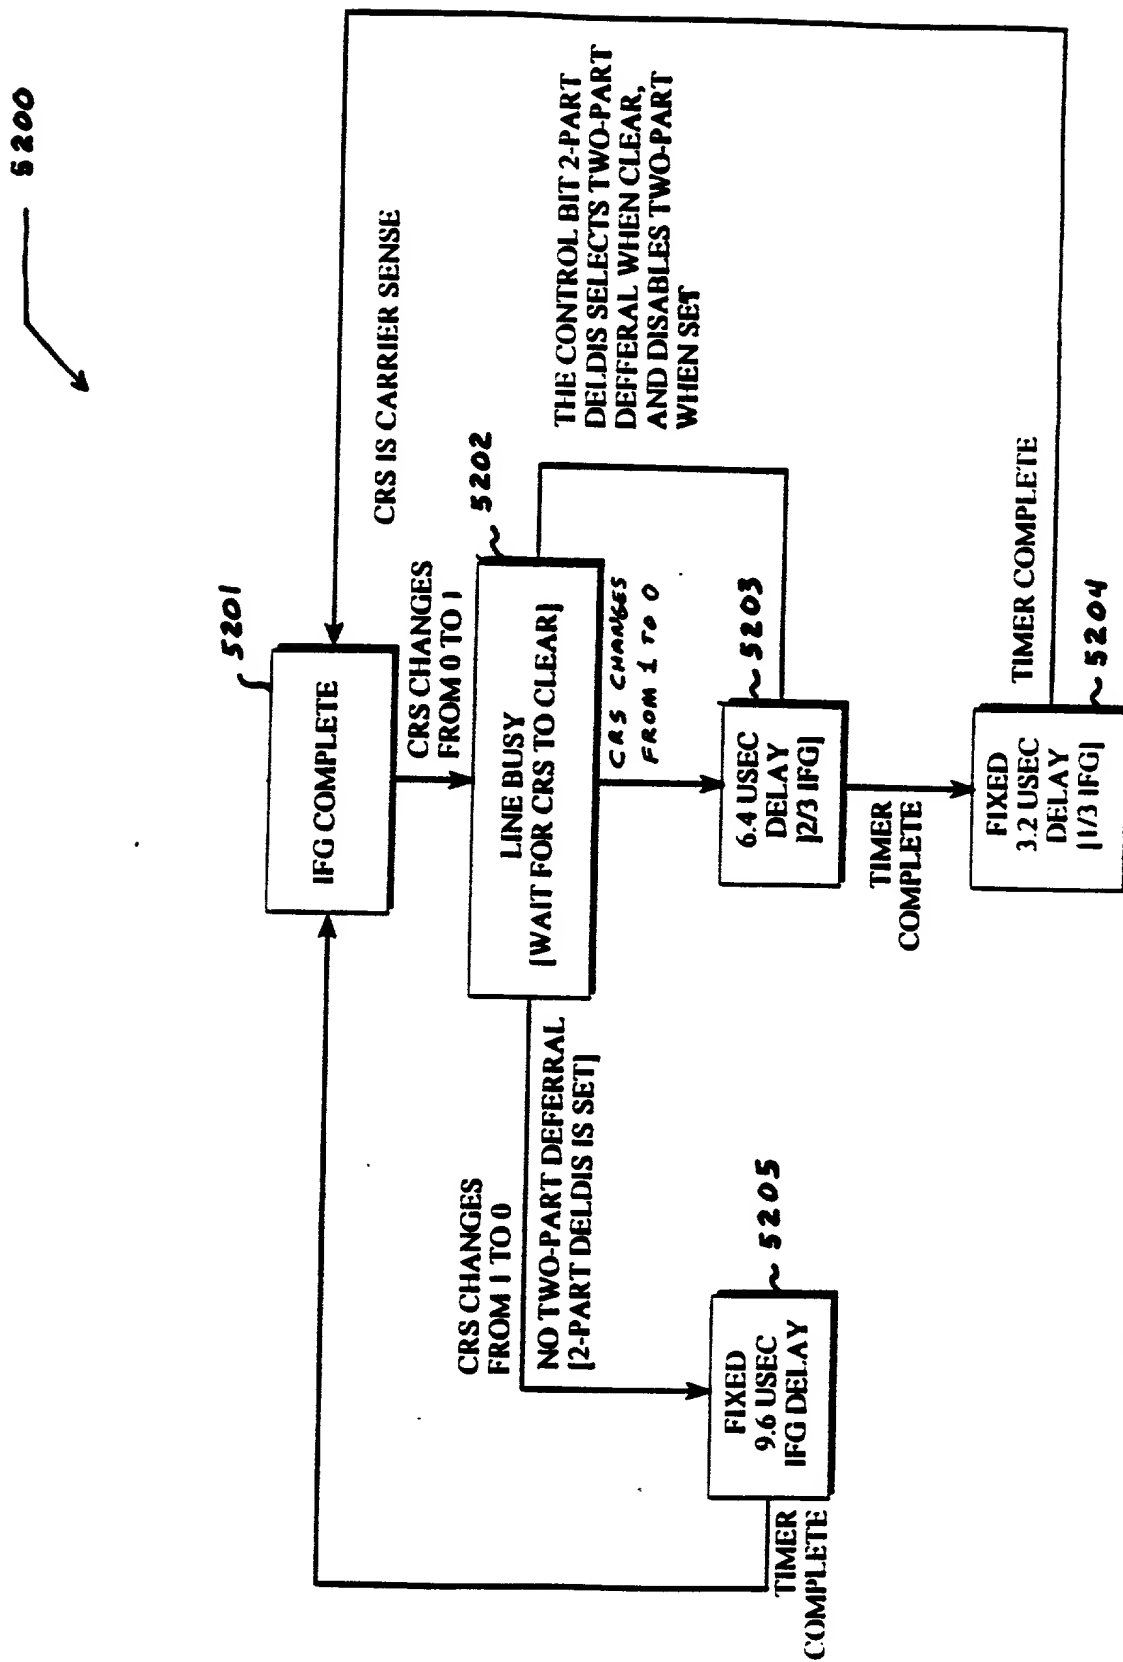 5200
CRS IS CARRIER SENSE
5201
IFG COMPLETE
CRS CHANGES
FROM 0 TO 1
5202
LINE BUSY
[WAIT FOR CRS TO CLEAR]
THE CONTROL BIT 2-PART
DELDIS SELECTS TWO-PART
DEFFERAL WHEN CLEAR,
AND DISABLES TWO-PART
WHEN SET
CRS CHANGES
FROM 1 TO 0
NO TWO-PART DEFERRAL
[2-PART DELDIS IS SET]
CRS CHANGES
FROM 1 TO 0
5203
6.4 USEC
DELAY
]2/3 IFG]
5205
FIXED
9.6 USEC
IFG DELAY
TIMER
COMPLETE
TIMER
COMPLETE
TIMER COMPLETE
5204
FIXED
3.2 USEC
DELAY
[1/3 IFG]